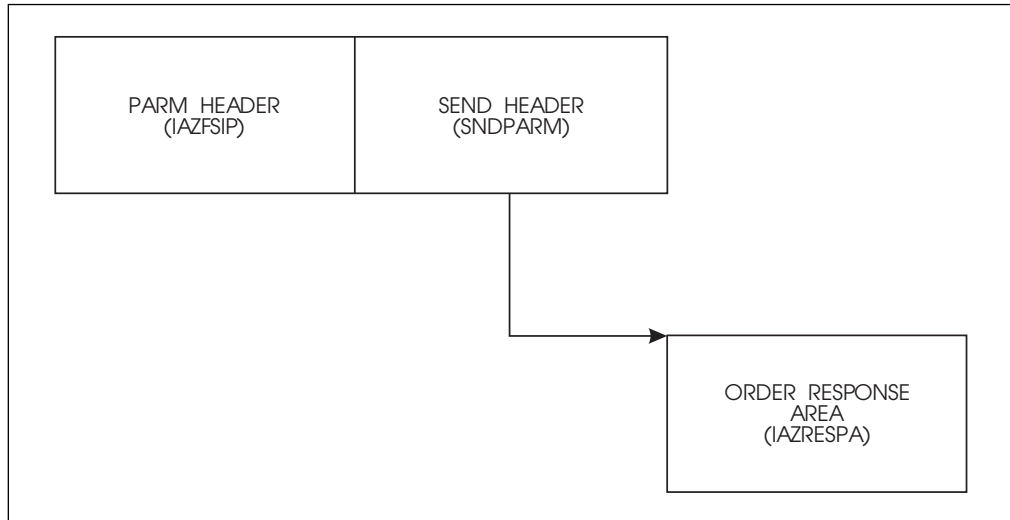 PARM HEADER
(IAZFSIP)
SEND HEADER
(SNDPARM)
ORDER RESPONSE
AREA
(IAZRESPA)